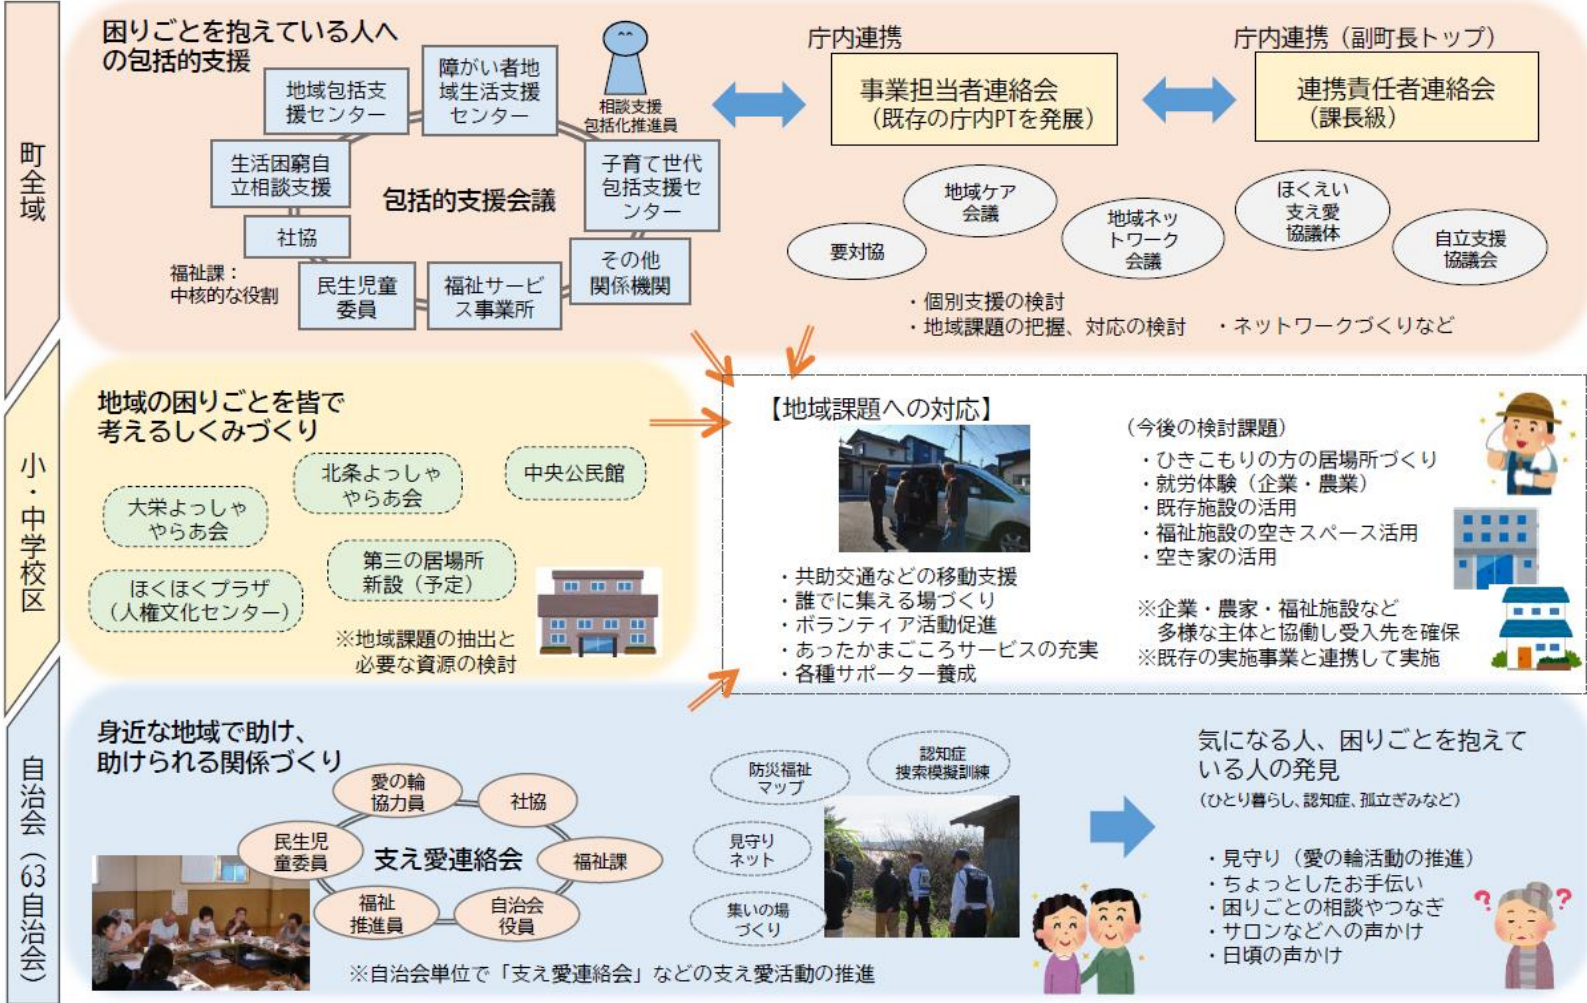 町全域
困りごとを抱えている人へ
の包括的支援
地域包括支
援センター
障がい者地
域生活支援
センター
相談支援
包括化推進員
生活困窮自
立相談支援
包括的支援会議
子育て世代
包括支援セ
ンター
社協
福祉課：
中核的な役割
民生児童
委員
福祉サービ
ス事業所
その他
関係機関
庁内連携
事業担当者連絡会
（既存の庁内PTを発展）
庁内連携（副町長トップ）
連携責任者連絡会
（課長級）
要対協
地域ケア
会議
地域ネッ
トワーク
会議
ほくえい
支え愛
協議体
自立支援
協議会
・個別支援の検討
・地域課題の把握、対応の検討　・ネットワークづくりなど
小・中学校区
地域の困りごとを皆で
考えるしくみづくり
大栄よっしゃ
やらあ会
北条よっしゃ
やらあ会
中央公民館
ほくほくプラザ
（人権文化センター）
第三の居場所
新設（予定）
※地域課題の抽出と
必要な資源の検討
【地域課題への対応】
・共助交通などの移動支援
・誰でに集える場づくり
・ボランティア活動促進
・あったかまごころサービスの充実
・各種サポーター養成
（今後の検討課題）
・ひきこもりの方の居場所づくり
・就労体験（企業・農業）
・既存施設の活用
・福祉施設の空きスペース活用
・空き家の活用
※企業・農家・福祉施設など
多様な主体と協働し受入先を確保
※既存の実施事業と連携して実施
自治会（63自治会）
身近な地域で助け、
助けられる関係づくり
愛の輪
協力員
社協
民生児
童委員
支え愛連絡会
福祉課
福祉
推進員
自治会
役員
※自治会単位で「支え愛連絡会」などの支え愛活動の推進
防災福祉
マップ
認知症
捜索模擬訓練
見守り
ネット
集いの場
づくり
気になる人、困りごとを抱えて
いる人の発見
（ひとり暮らし、認知症、孤立ぎみなど）
・見守り（愛の輪活動の推進）
・ちょっとしたお手伝い
・困りごとの相談やつなぎ
・サロンなどへの声かけ
・日頃の声かけ
? ?